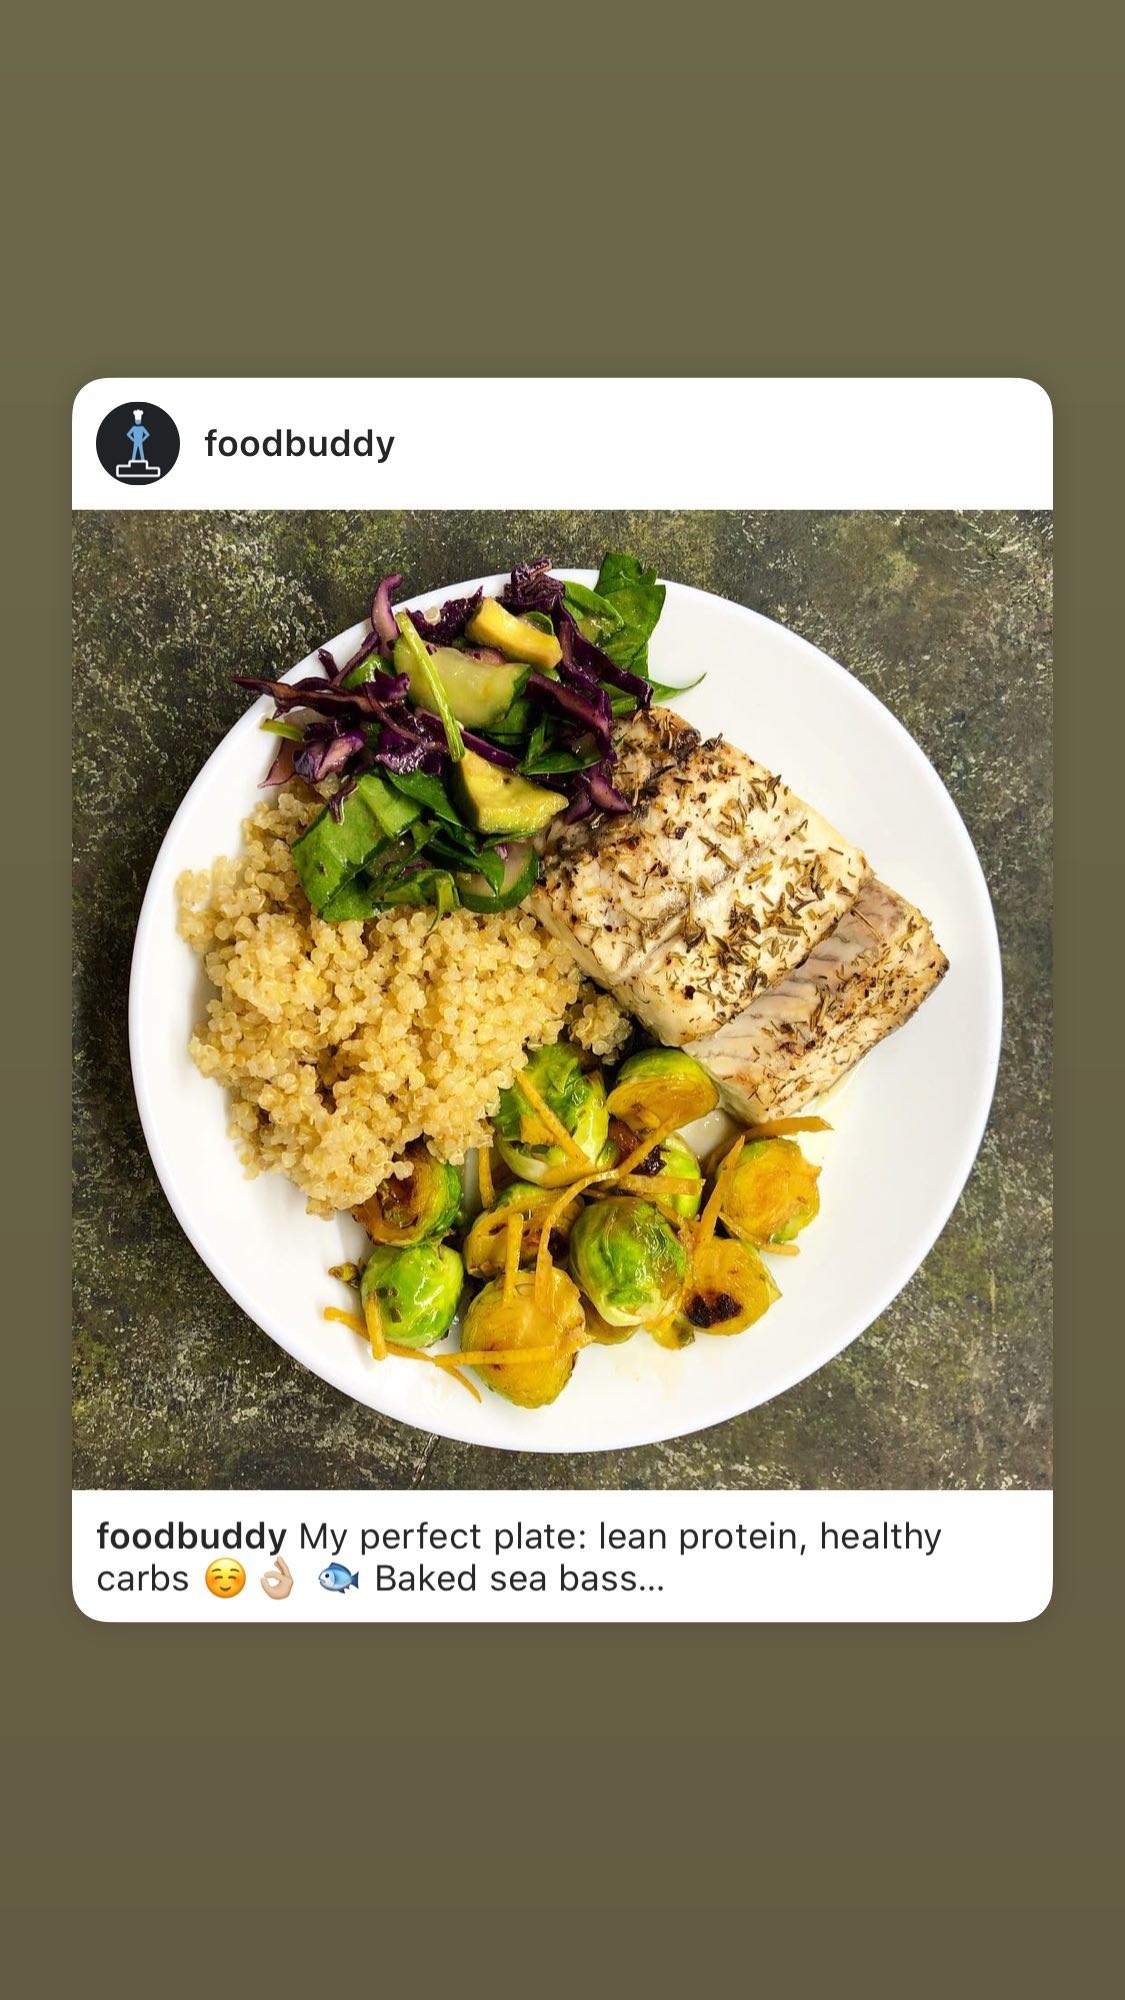 foodbuddy
foodbuddy My perfect plate: lean protein, healthy
carbs ☺️👌🏼 🐟 Baked sea bass...